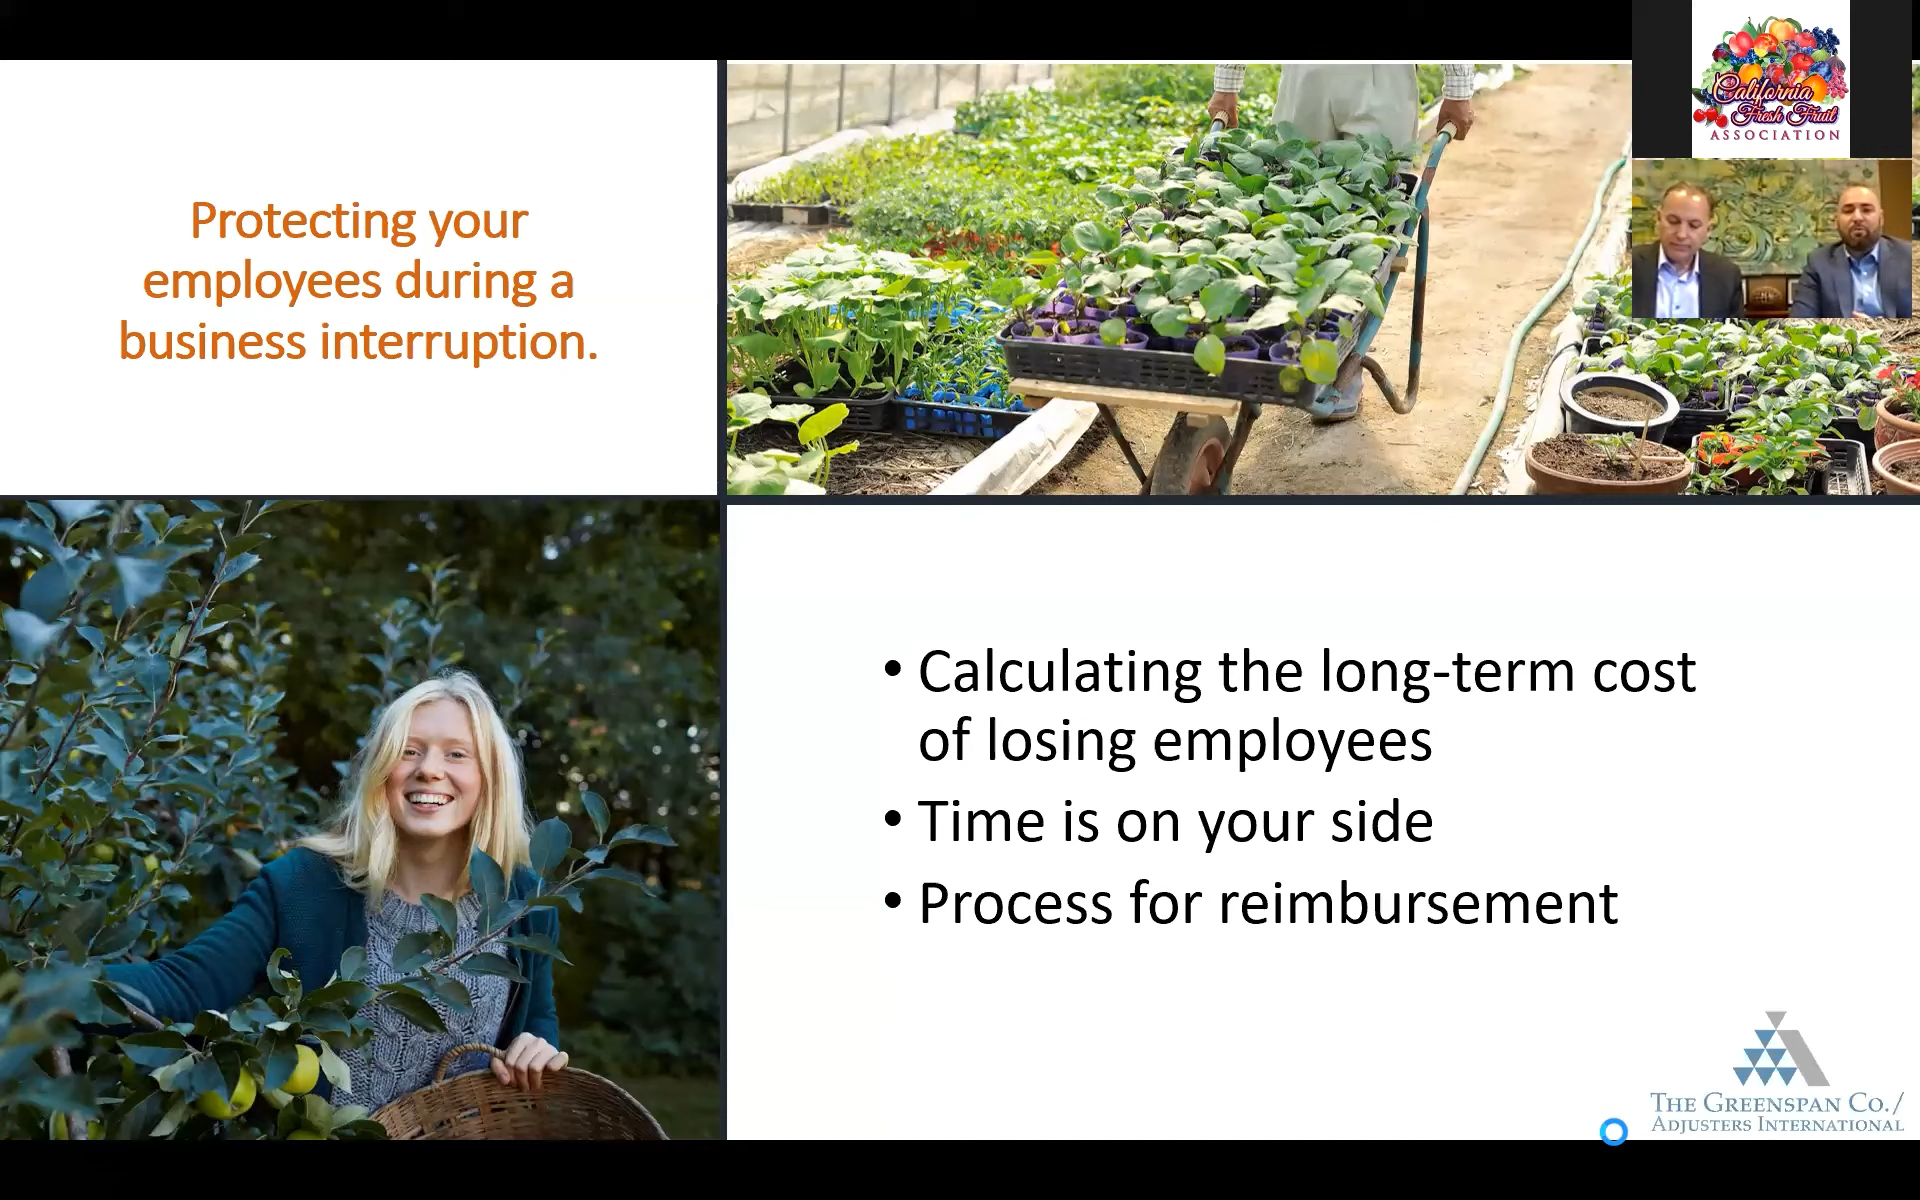 Protecting your
employees during a
business interruption.
California
Fresh Fruit
ASSOCIATION
• Calculating the long-term cost
of losing employees
• Time is on your side
• Process for reimbursement
THE GREENSPAN CO./
ADJUSTERS INTERNATIONAL